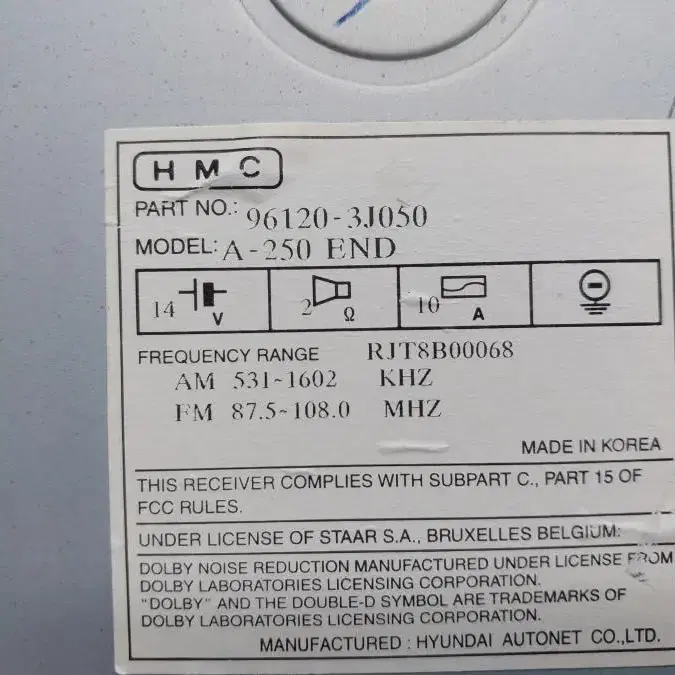 HMC
PART NO.: 96120-3J050
MODEL: A-250 END
14 V 2 Ω 10 A
FREQUENCY RANGE RJT8B00068
AM 531~1602 KHZ
FM 87.5~108.0 MHZ
MADE IN KOREA
THIS RECEIVER COMPLIES WITH SUBPART C., PART 15 OF
FCC RULES.
UNDER LICENSE OF STAAR S.A., BRUXELLES BELGIUM:
DOLBY NOISE REDUCTION MANUFACTURED UNDER LICENSE FROM
DOLBY LABORATORIES LICENSING CORPORATION.
"DOLBY" AND THE DOUBLE-D SYMBOL ARE TRADEMARKS OF
DOLBY LABORATORIES LICENSING CORPORATION.
MANUFACTURED : HYUNDAI AUTONET CO.,LTD.